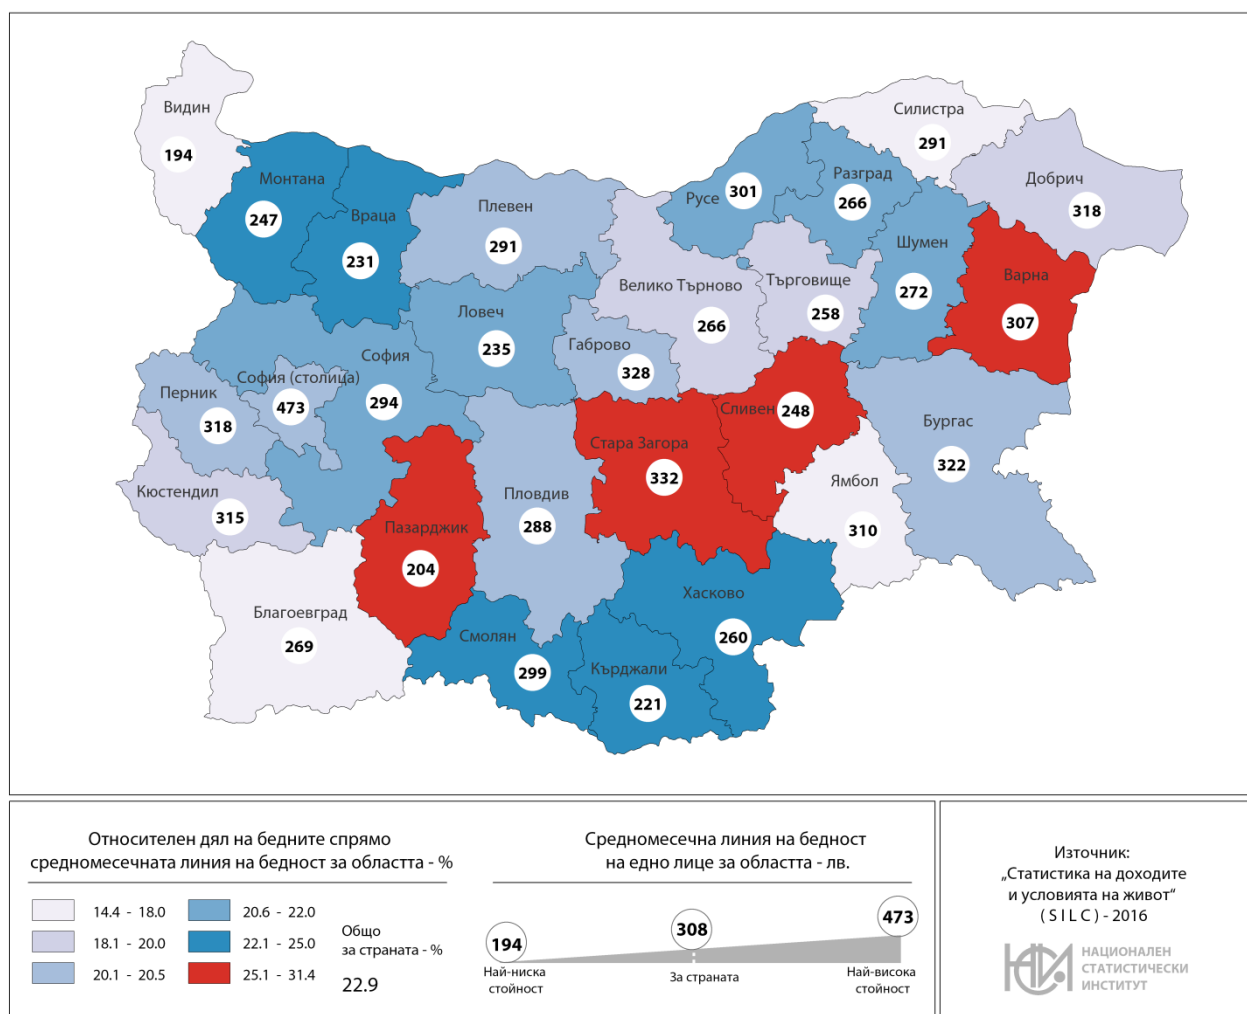 Видин
194
Монтана
247
Враца
231
Плевен
291
Ловеч
235
София
294
София (столица)
473
Перник
318
Кюстендил
315
Благоевград
269
Пазарджик
204
Пловдив
288
Смолян
299
Кърджали
221
Хасково
260
Стара Загора
332
Сливен
248
Ямбол
310
Бургас
322
Габрово
328
Велико Търново
266
Търговище
258
Русе
301
Разград
266
Силистра
291
Добрич
318
Шумен
272
Варна
307
Относителен дял на бедните спрямо
средномесечната линия на бедност за областта - %
14.4 - 18.0
18.1 - 20.0
20.1 - 20.5
20.6 - 22.0
22.1 - 25.0
25.1 - 31.4
Общо
за страната - %
22.9
Средномесечна линия на бедност
на едно лице за областта - лв.
194
308
473
Най-ниска
стойност
За страната
Най-висока
стойност
Източник:
„Статистика на доходите
и условията на живот“
( S I L C ) - 2016
НСИ
НАЦИОНАЛЕН
СТАТИСТИЧЕСКИ
ИНСТИТУТ